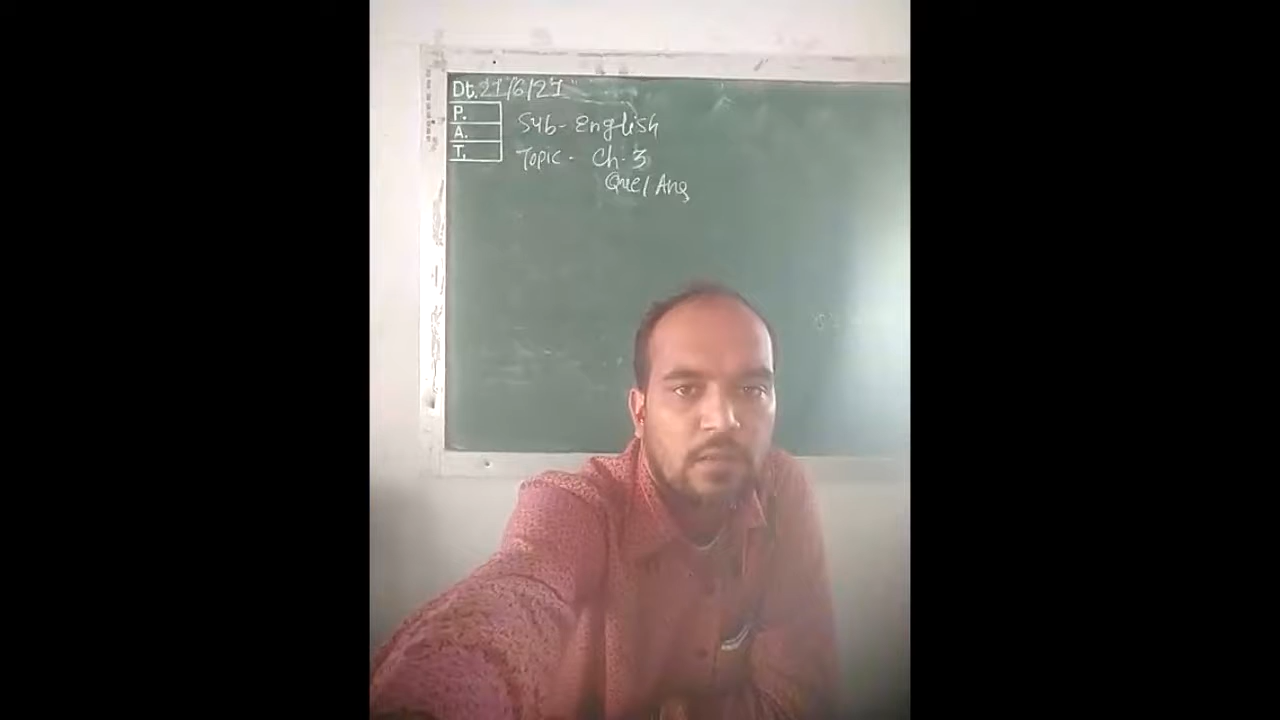 Dt. 21/6/21
P.
A.
T.
Sub- English
Topic - Ch-3
Que/Ans